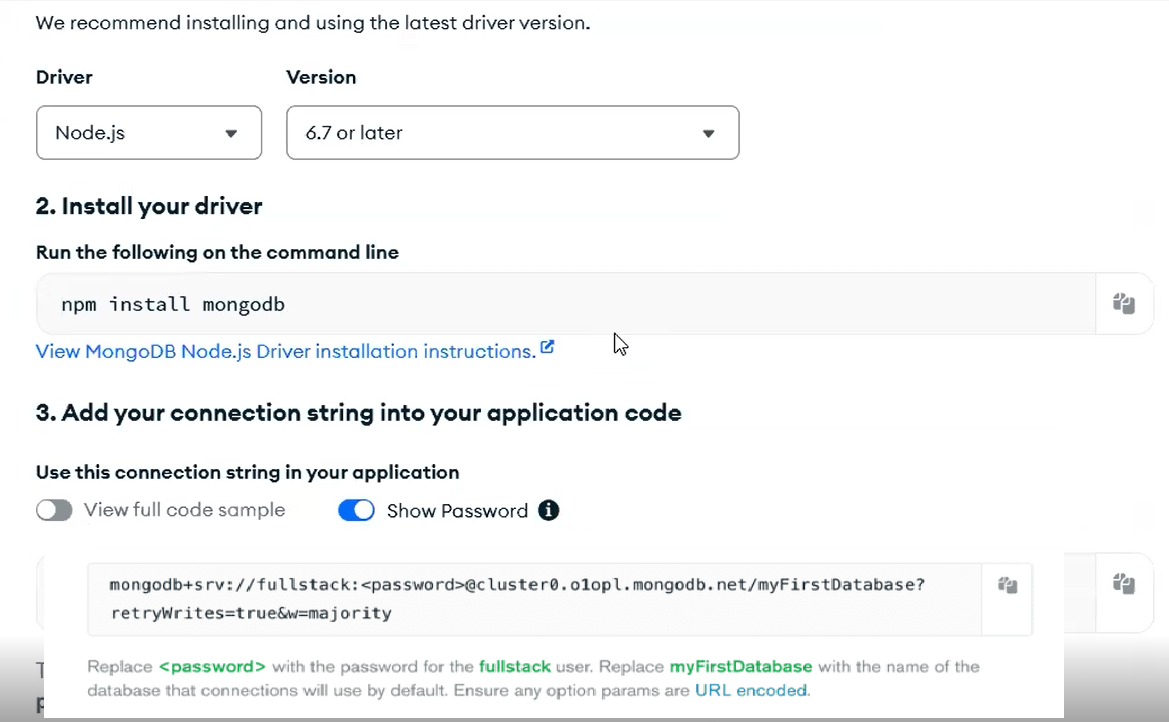 We recommend installing and using the latest driver version.
Driver
Version
Node.js
6.7 or later
2. Install your driver
Run the following on the command line
npm install mongodb
View MongoDB Node.js Driver installation instructions.
3. Add your connection string into your application code
Use this connection string in your application
View full code sample
Show Password
mongodb+srv://fullstack:<password>@cluster0.o1opl.mongodb.net/myFirstDatabase?
retryWrites=true&w=majority
Replace <password> with the password for the fullstack user. Replace myFirstDatabase with the name of the
database that connections will use by default. Ensure any option params are URL encoded.